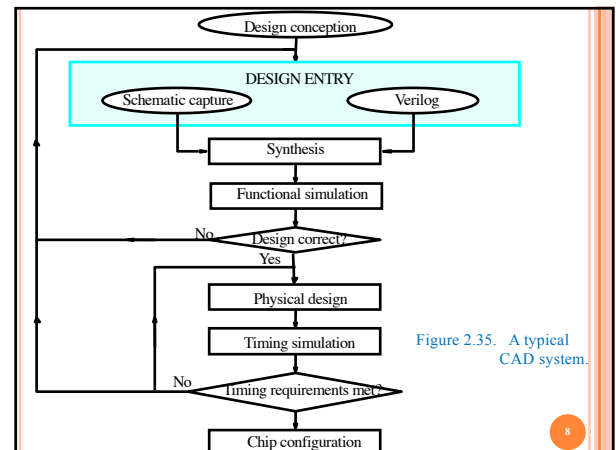 Design conception
DESIGN ENTRY
Schematic capture
Verilog
Synthesis
Functional simulation
No
Design correct?
Yes
Physical design
Timing simulation
Figure 2.35. A typical
CAD system.
No
Timing requirements met?
Chip configuration
8